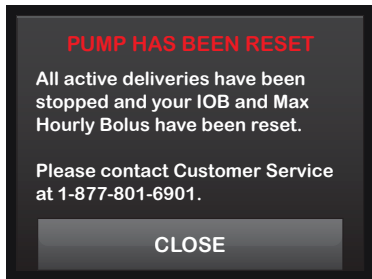 PUMP HAS BEEN RESET
All active deliveries have been
stopped and your IOB and Max
Hourly Bolus have been reset.
Please contact Customer Service
at 1-877-801-6901.
CLOSE